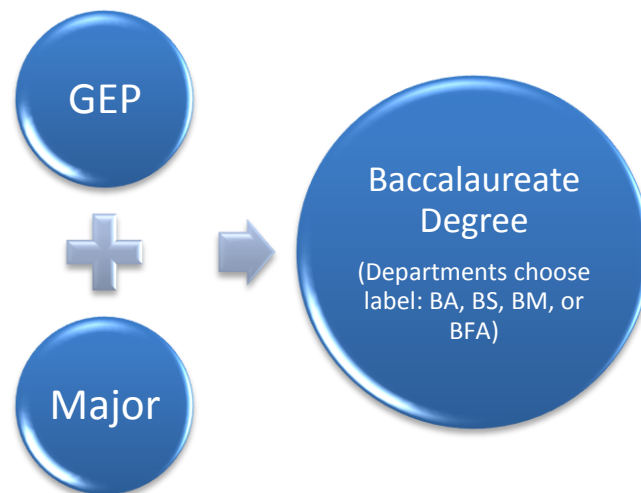 GEP
Major
Baccalaureate
Degree
(Departments choose
label: BA, BS, BM, or
BFA)